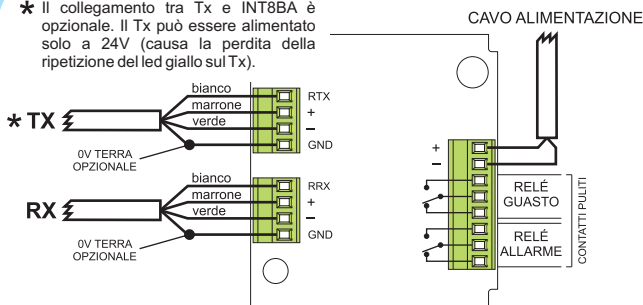 * Il collegamento tra Tx e INT8BA è
opzionale. Il Tx può essere alimentato
solo a 24V (causa la perdita della
ripetizione del led giallo sul Tx).
CAVO ALIMENTAZIONE
* TX
bianco
marrone
verde
0V TERRA
OPZIONALE
RTX
+
–
GND
RX
bianco
marrone
verde
0V TERRA
OPZIONALE
RRX
+
–
GND
+
–
RELÉ
GUASTO
RELÉ
ALLARME
CONTATTI PULITI